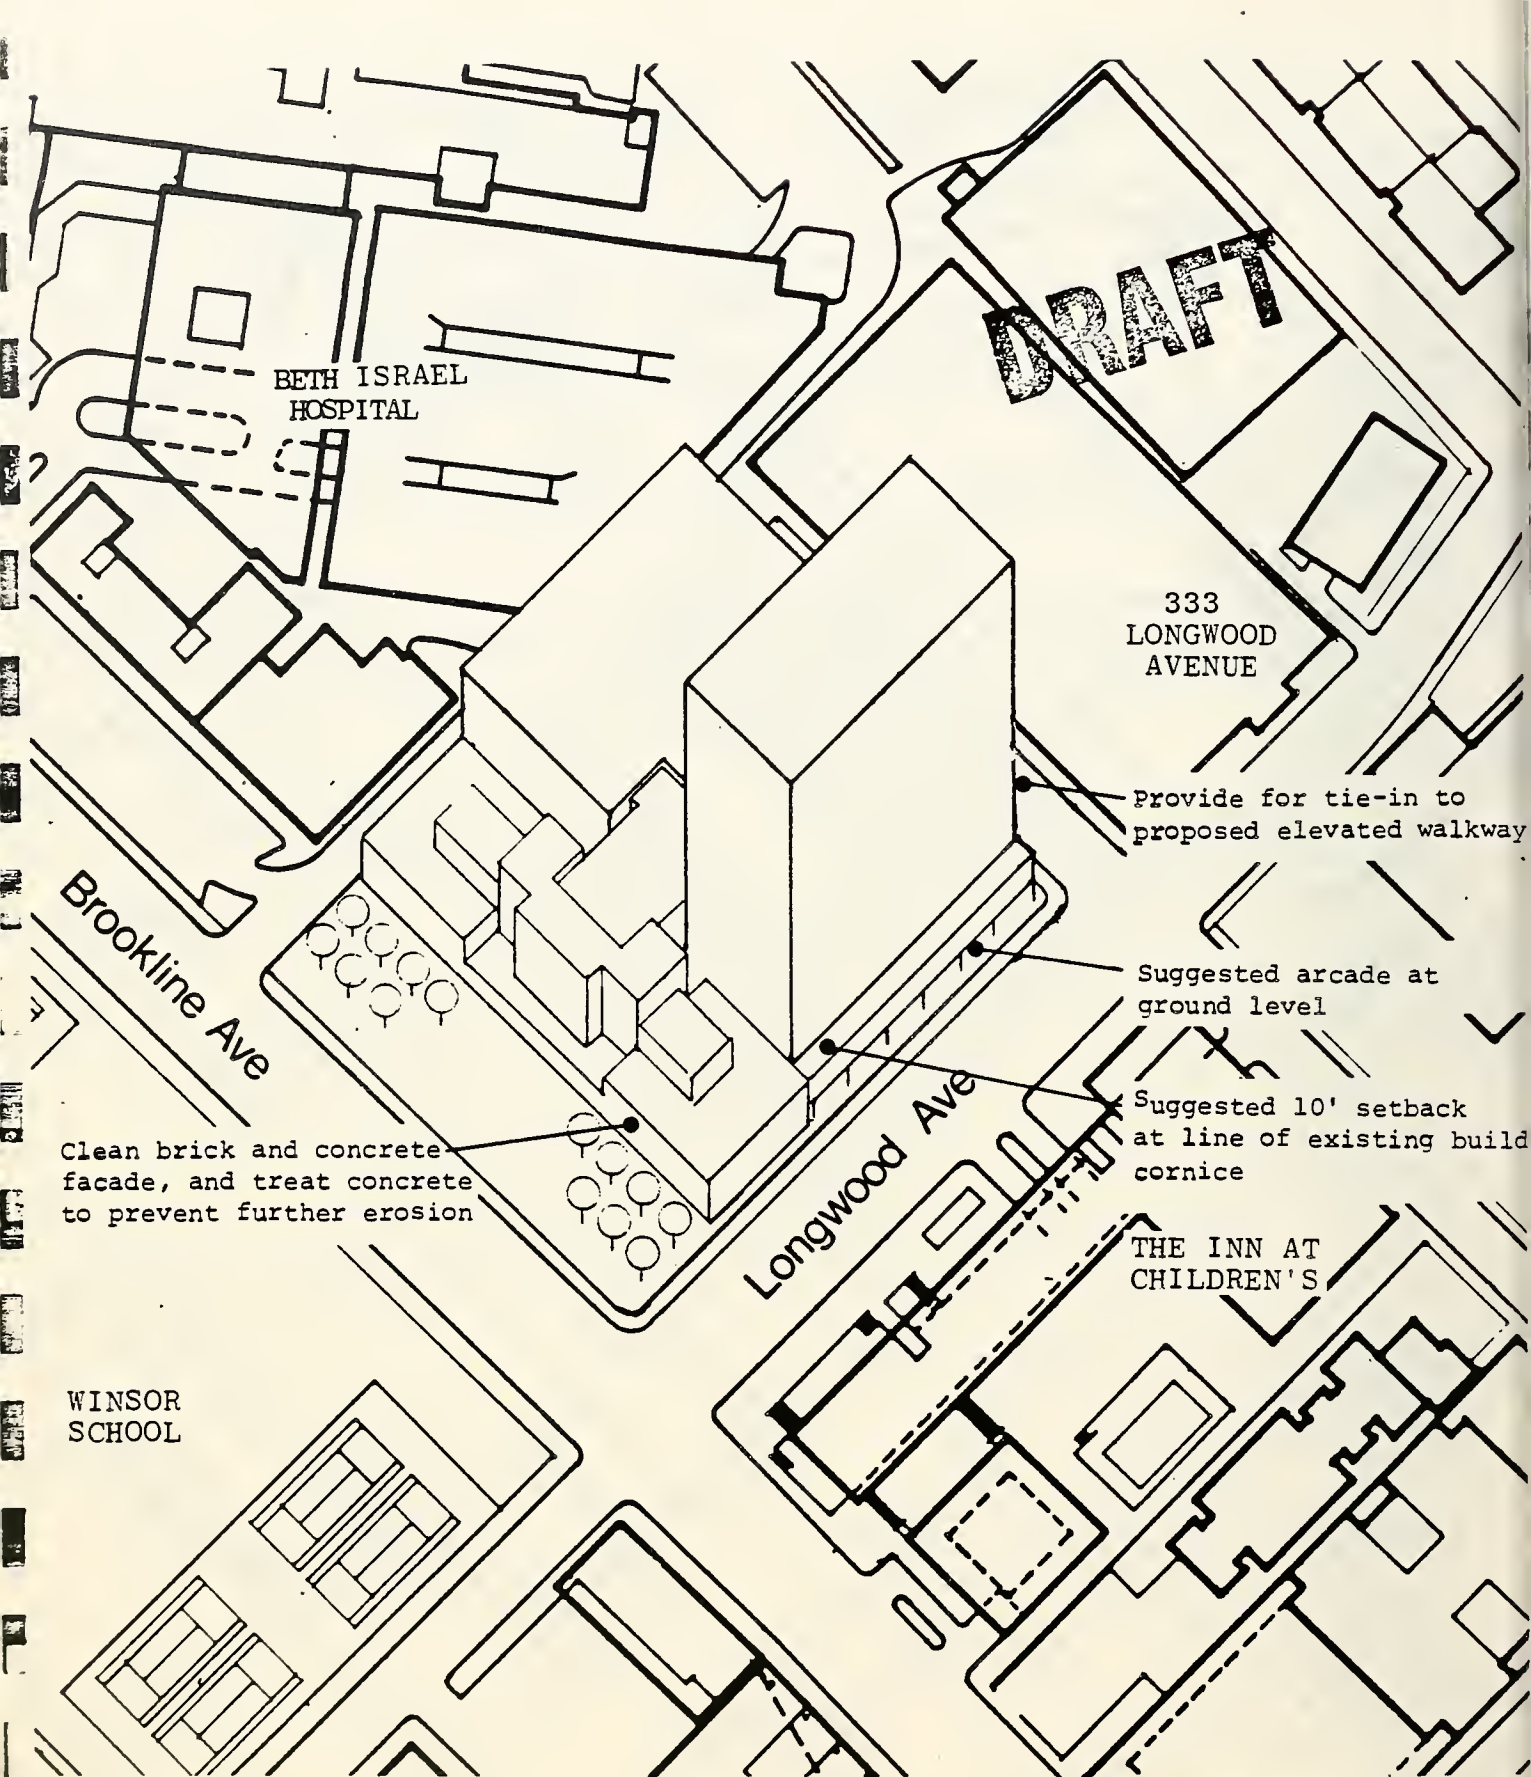 DRAFT
BETH ISRAEL
HOSPITAL
333
LONGWOOD
AVENUE
Provide for tie-in to
proposed elevated walkway
Brookline Ave
Suggested arcade at
ground level
Longwood Ave
Suggested 10' setback
at line of existing build
cornice
Clean brick and concrete
facade, and treat concrete
to prevent further erosion
THE INN AT
CHILDREN'S
WINSOR
SCHOOL